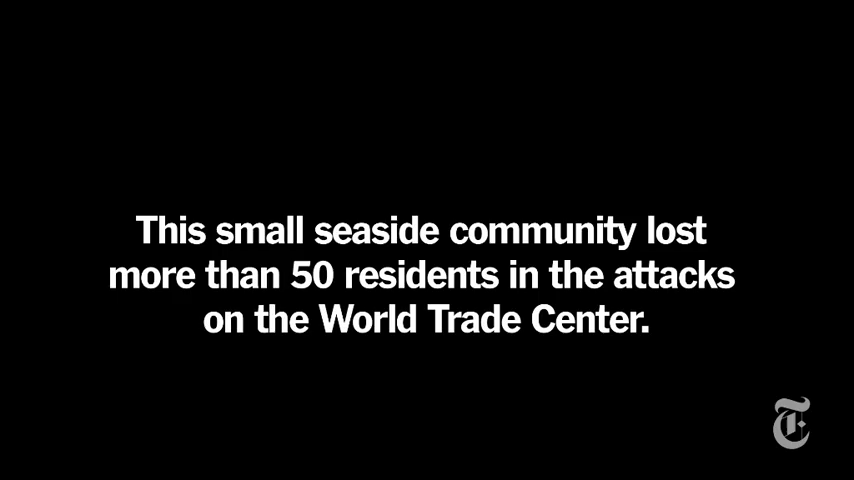 This small seaside community lost
more than 50 residents in the attacks
on the World Trade Center.
T